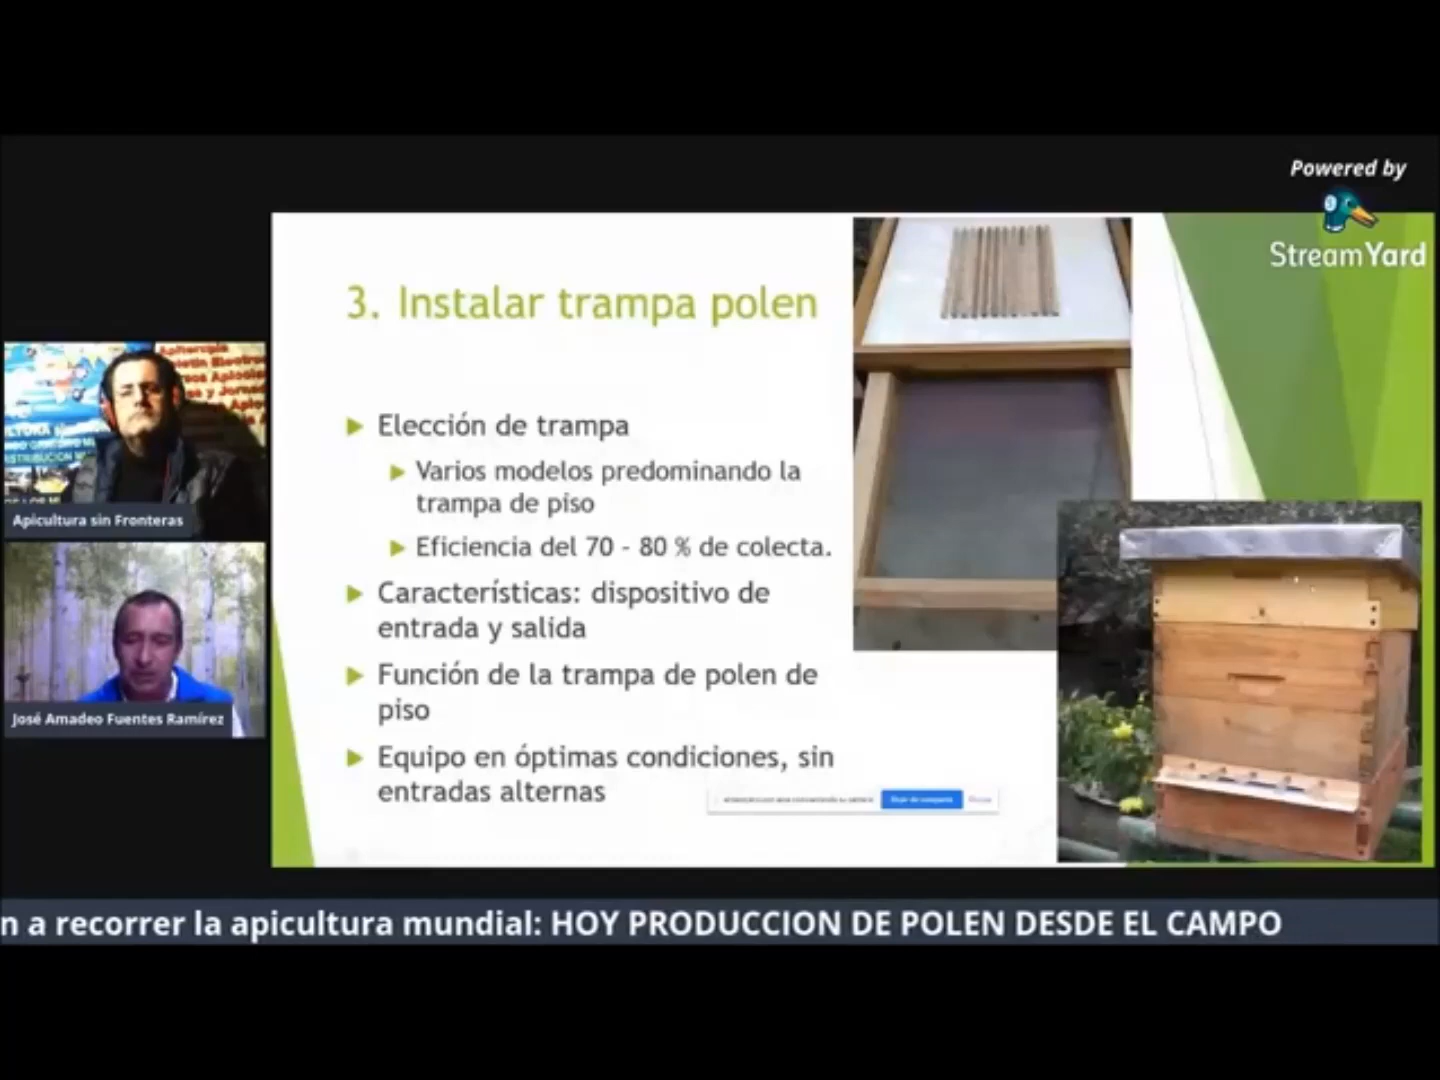 Powered by
StreamYard
3. Instalar trampa polen
Elección de trampa
Varios modelos predominando la
trampa de piso
Eficiencia del 70 - 80 % de colecta.
Características: dispositivo de
entrada y salida
Función de la trampa de polen de
piso
Equipo en óptimas condiciones, sin
entradas alternas
Apicultura sin Fronteras
José Amadeo Fuentes Ramírez
n a recorrer la apicultura mundial: HOY PRODUCCION DE POLEN DESDE EL CAMPO